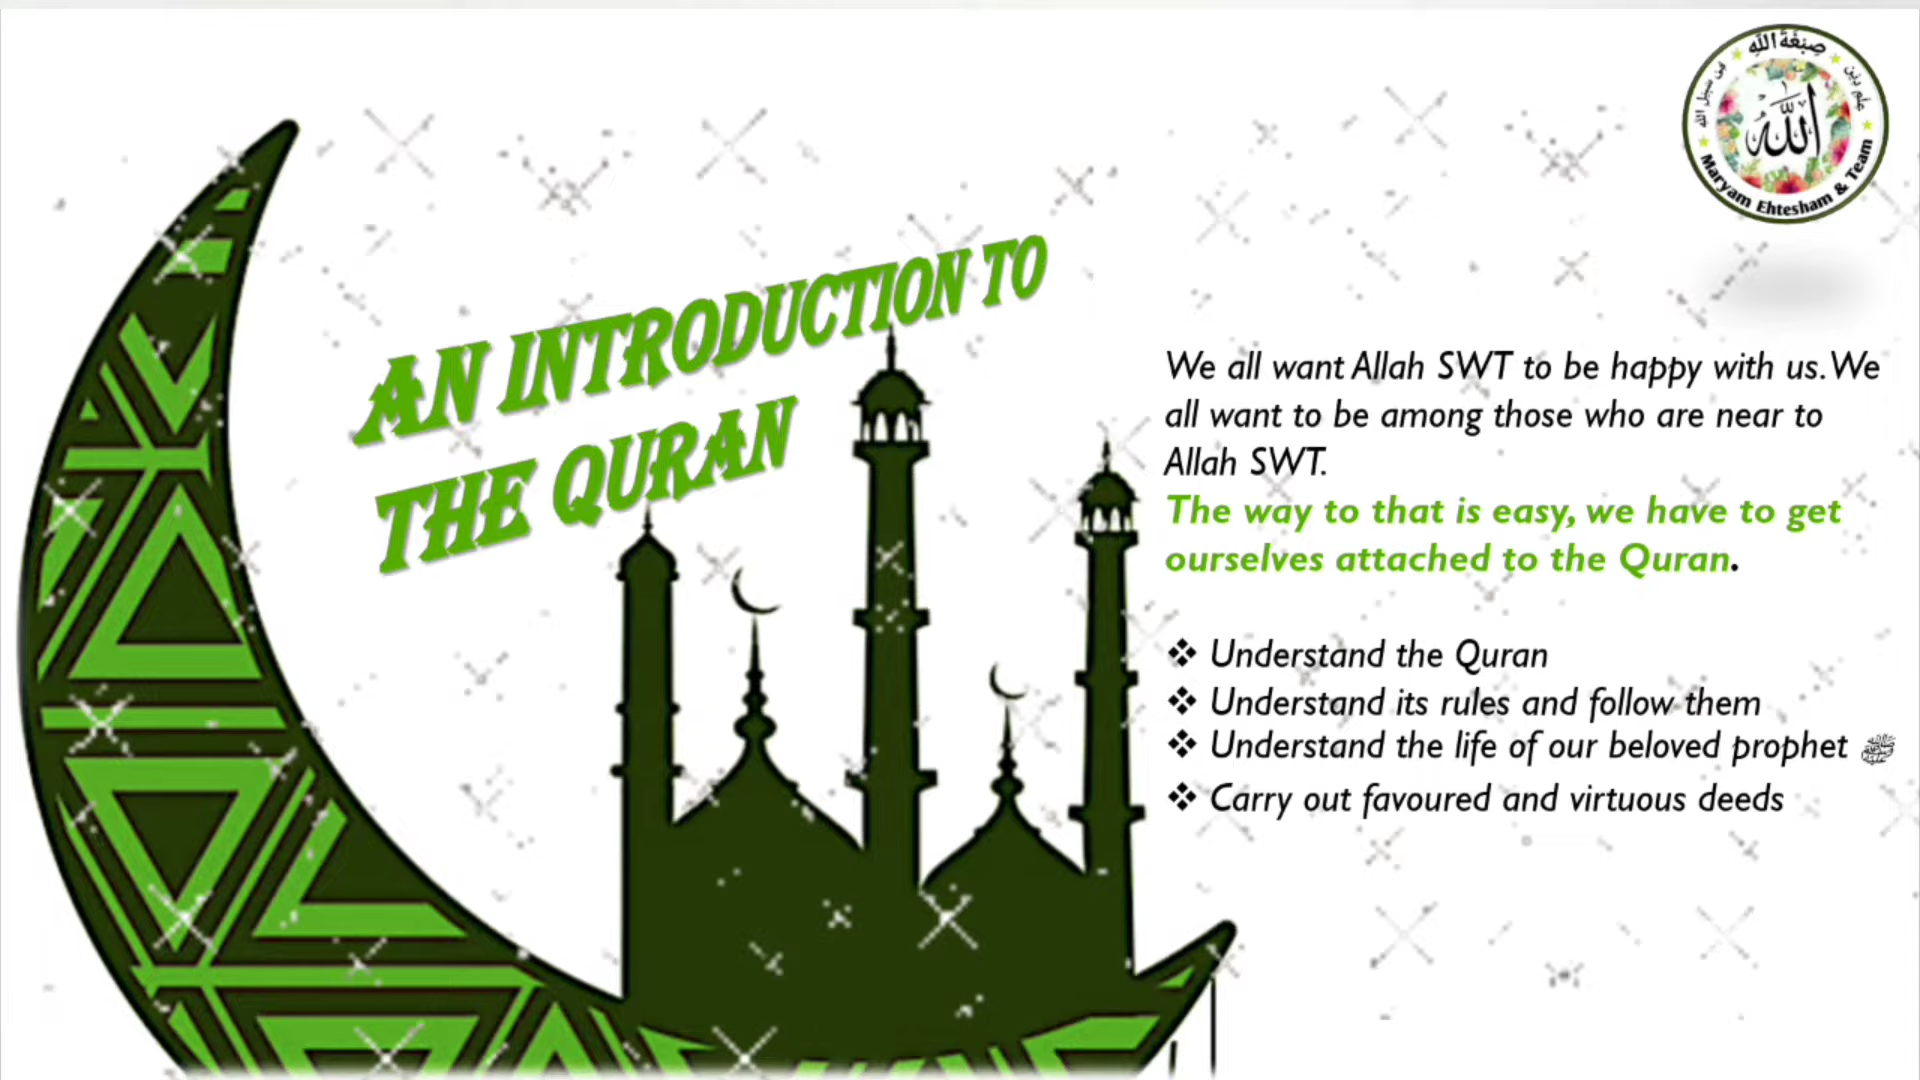 صِبْغَةَ اللّٰهِ
فِی سَبِیْلِ اللّٰه
عِلْمِ دِیْن
اللّٰه
Maryam Ehtesham & Team
AN INTRODUCTION TO
THE QURAN
We all want Allah SWT to be happy with us. We
all want to be among those who are near to
Allah SWT.
The way to that is easy, we have to get
ourselves attached to the Quran.
❖ Understand the Quran
❖ Understand its rules and follow them
❖ Understand the life of our beloved prophet ﷺ
❖ Carry out favoured and virtuous deeds